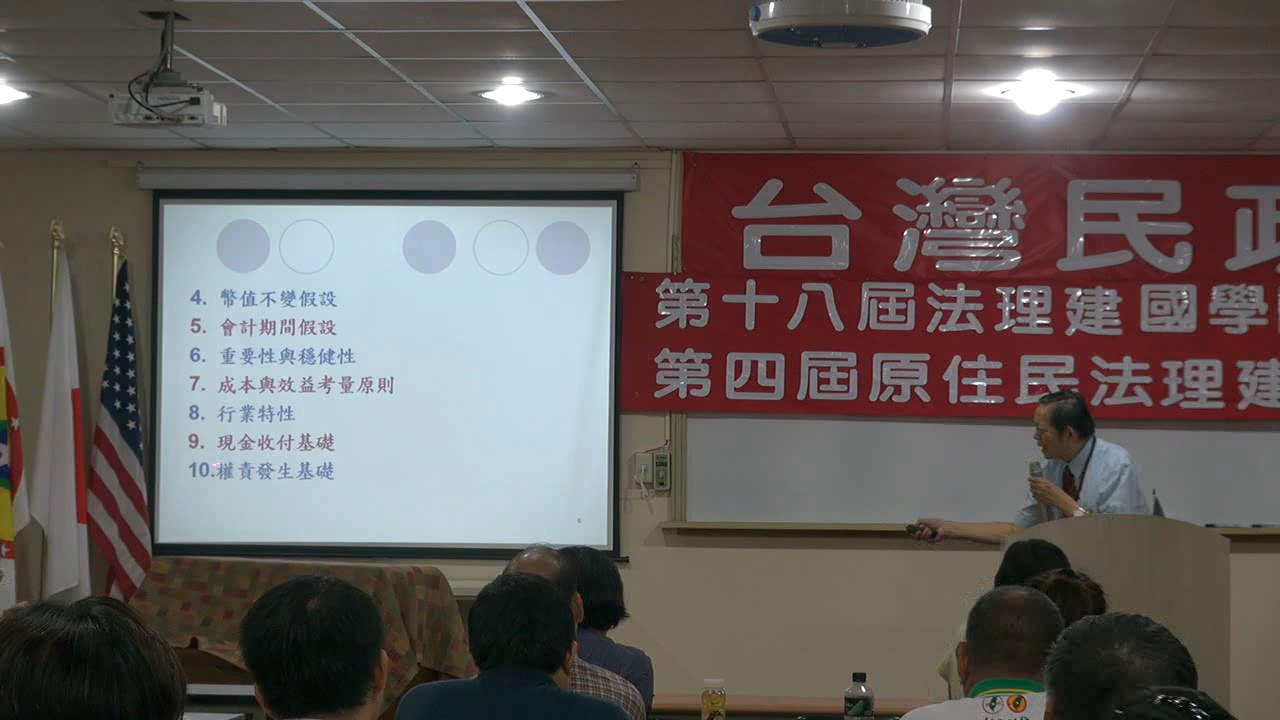 4. 幣值不變假設
5. 會計期間假設
6. 重要性與穩健性
7. 成本與效益考量原則
8. 行業特性
9. 現金收付基礎
10.權責發生基礎
6
台灣民政
第十八屆法理建國學
第四屆原住民法理建